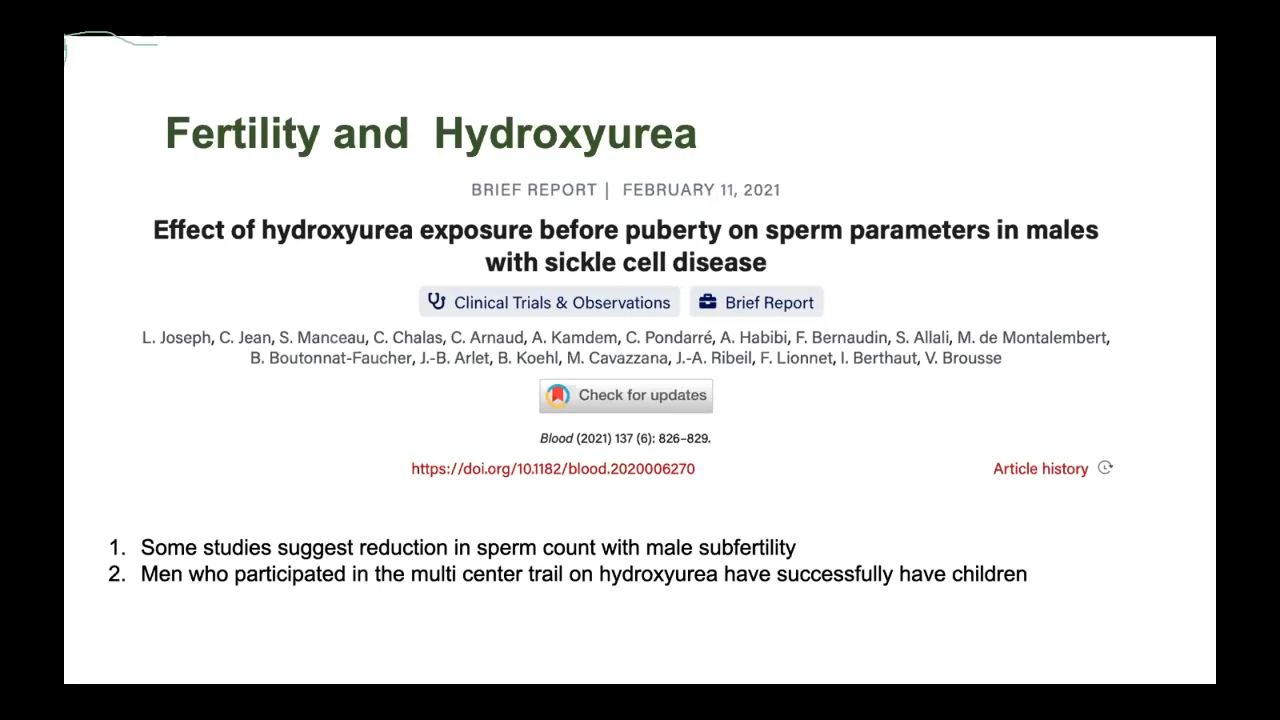 Fertility and Hydroxyurea
BRIEF REPORT | FEBRUARY 11, 2021
Effect of hydroxyurea exposure before puberty on sperm parameters in males
with sickle cell disease
Clinical Trials & Observations Brief Report
L. Joseph, C. Jean, S. Manceau, C. Chalas, C. Arnaud, A. Kamdem, C. Pondarré, A. Habibi, F. Bernaudin, S. Allali, M. de Montalembert,
B. Boutonnat-Faucher, J.-B. Arlet, B. Koehl, M. Cavazzana, J.-A. Ribeil, F. Lionnet, I. Berthaut, V. Brousse
Check for updates
Blood (2021) 137 (6): 826–829.
https://doi.org/10.1182/blood.2020006270 Article history
1. Some studies suggest reduction in sperm count with male subfertility
2. Men who participated in the multi center trail on hydroxyurea have successfully have children